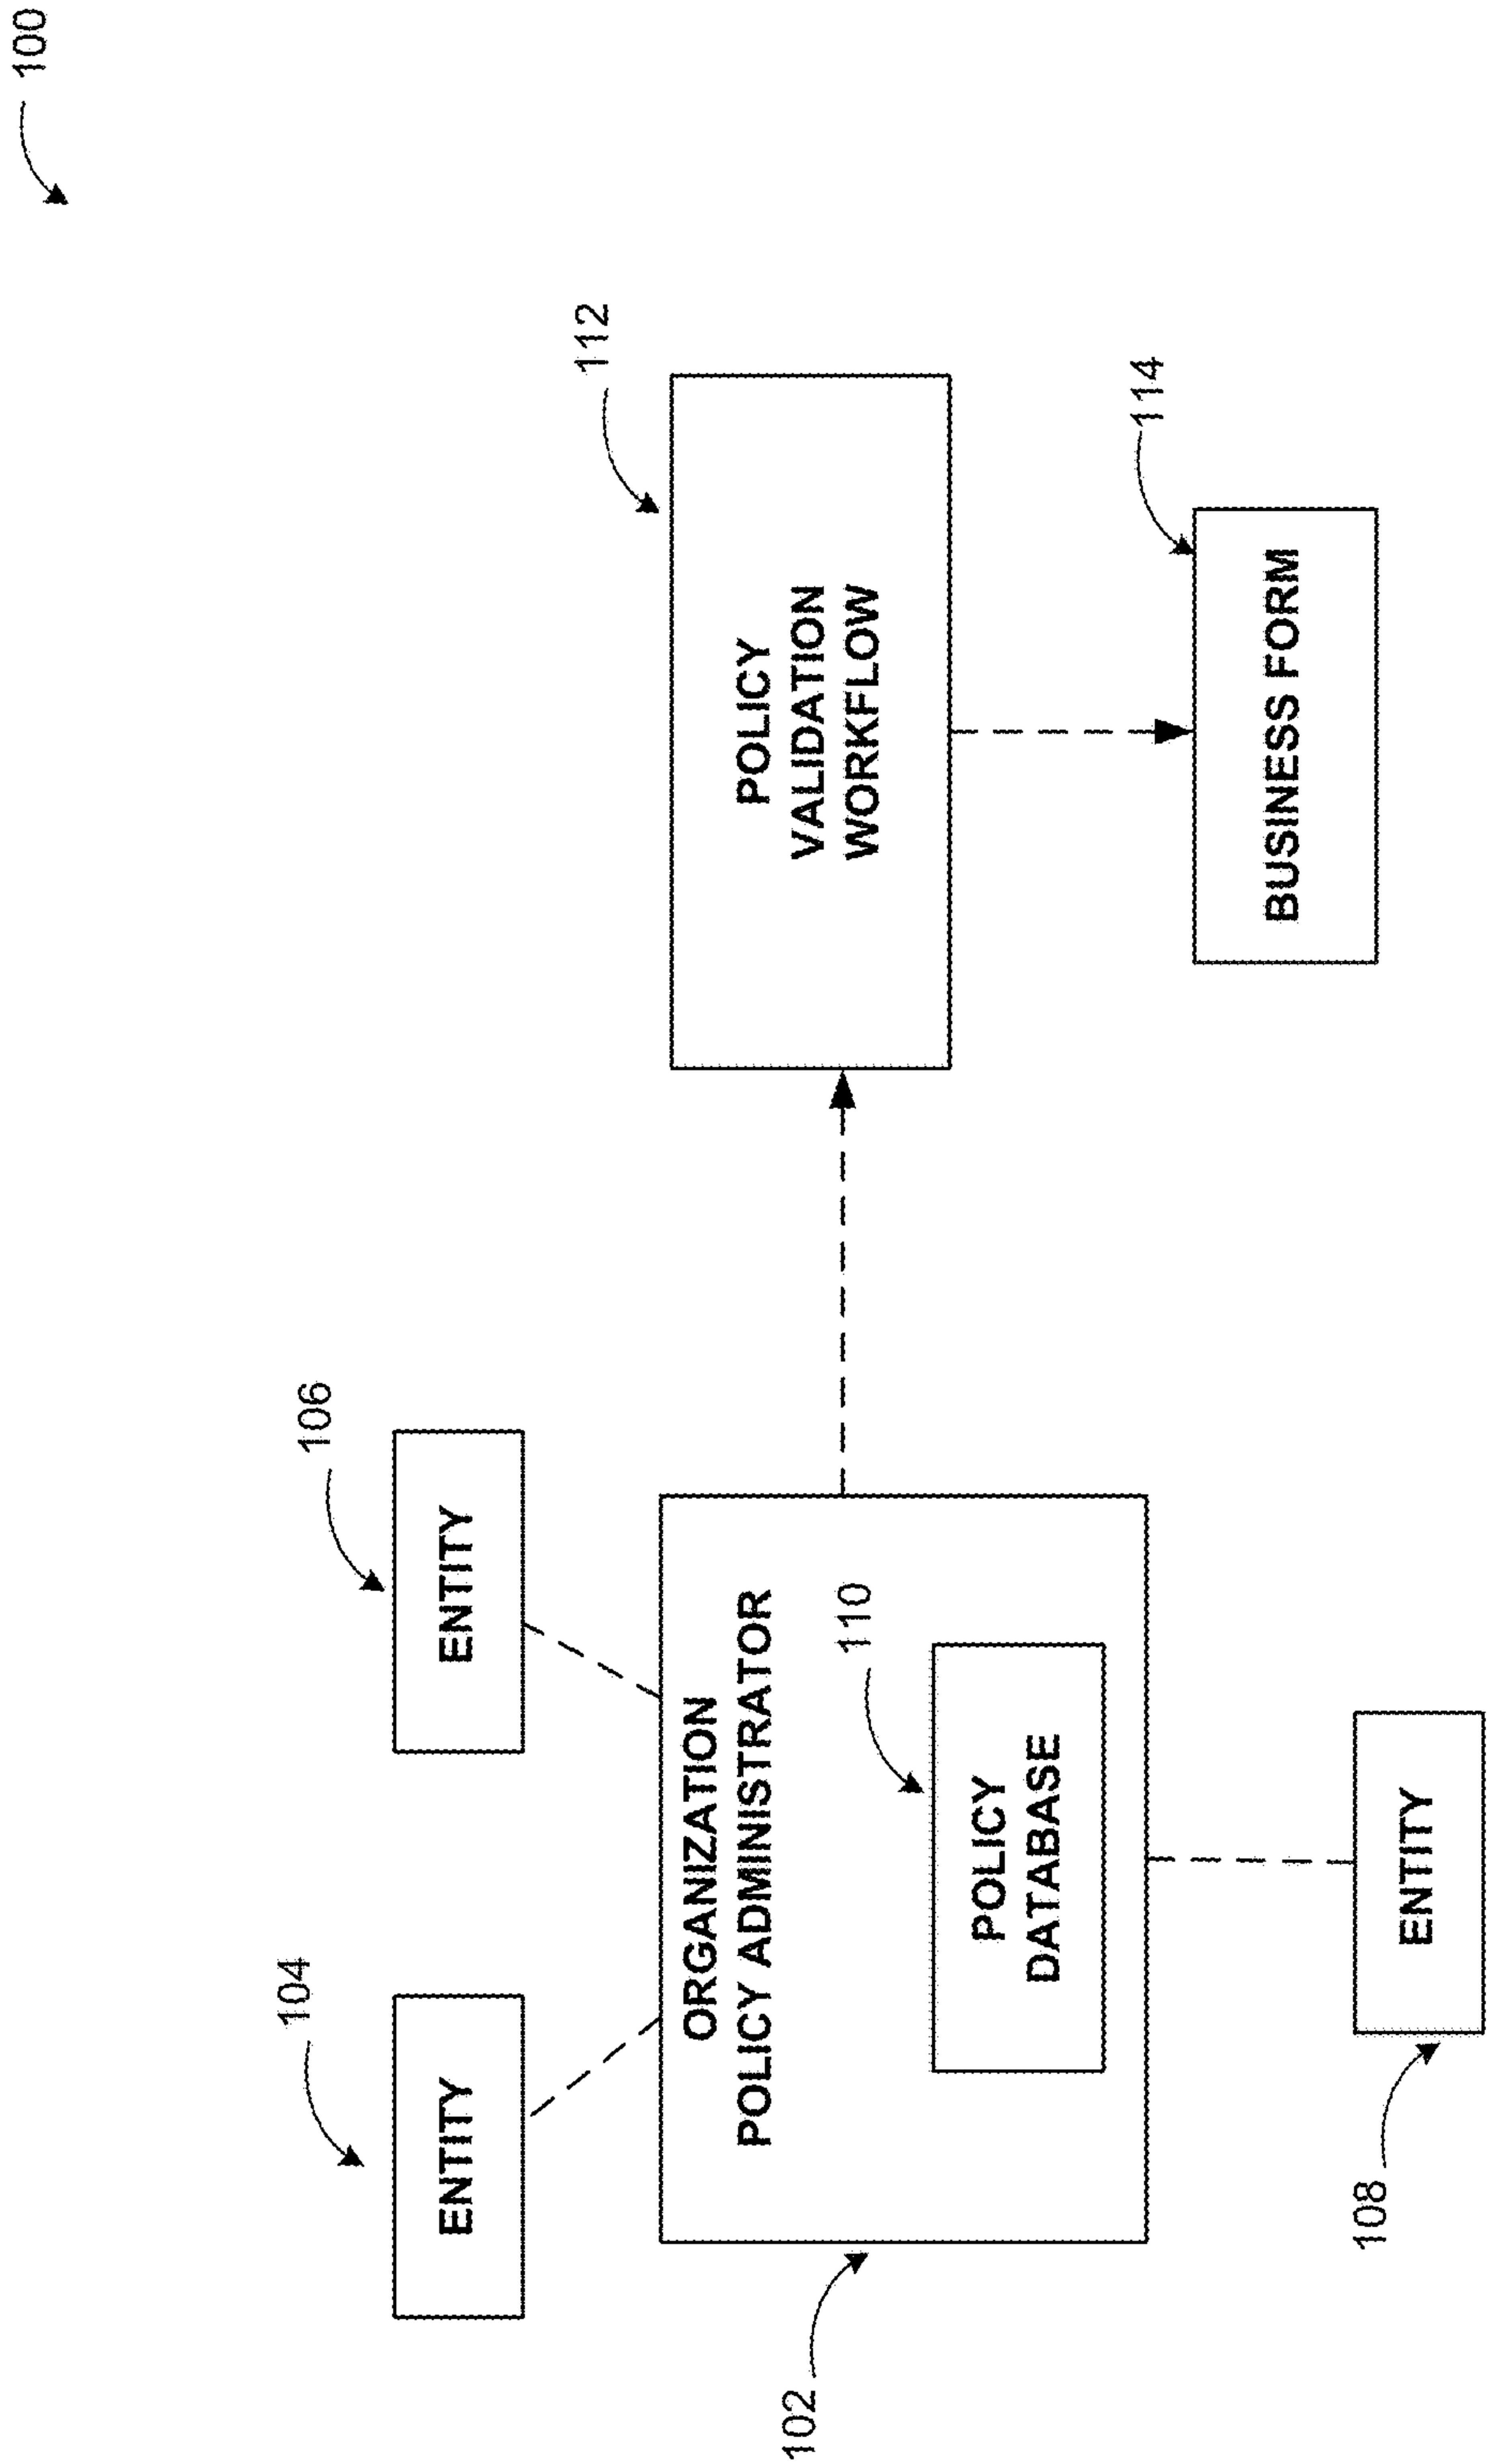 100
104
ENTITY
106
ENTITY
112
POLICY
VALIDATION
WORKFLOW
102
ORGANIZATION
POLICY ADMINISTRATOR
110
POLICY
DATABASE
114
BUSINESS FORM
108
ENTITY